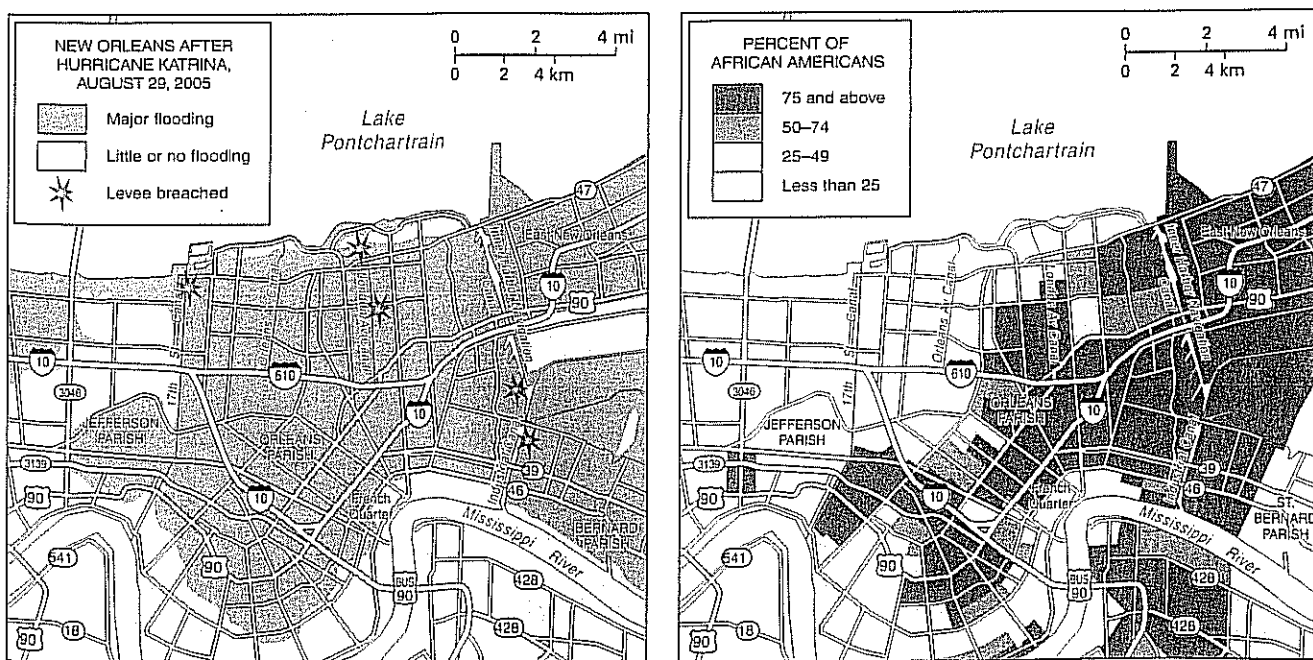 NEW ORLEANS AFTER
HURRICANE KATRINA,
AUGUST 29, 2005
Major flooding
Little or no flooding
Levee breached
0 2 4 mi
0 2 4 km
Lake
Pontchartrain
47
East New Orleans
10
90
17th St. Canal
10
610
3046
10
JEFFERSON
PARISH
ORLEANS
PARISH
3139
90
39
46
10
French
Quarter
Mississippi River
BERNARD
PARISH
541
90
BUS
90
428
18
90
428
PERCENT OF
AFRICAN AMERICANS
75 and above
50–74
25–49
Less than 25
0 2 4 mi
0 2 4 km
Lake
Pontchartrain
47
East New Orleans
10
90
17th St. Canal
Orleans Av. Canal
10
610
3046
10
ORLEANS
PARISH
JEFFERSON
PARISH
3139
90
39
46
10
French
Quarter
Mississippi River
ST.
BERNARD
PARISH
541
90
BUS
90
428
18
90
428